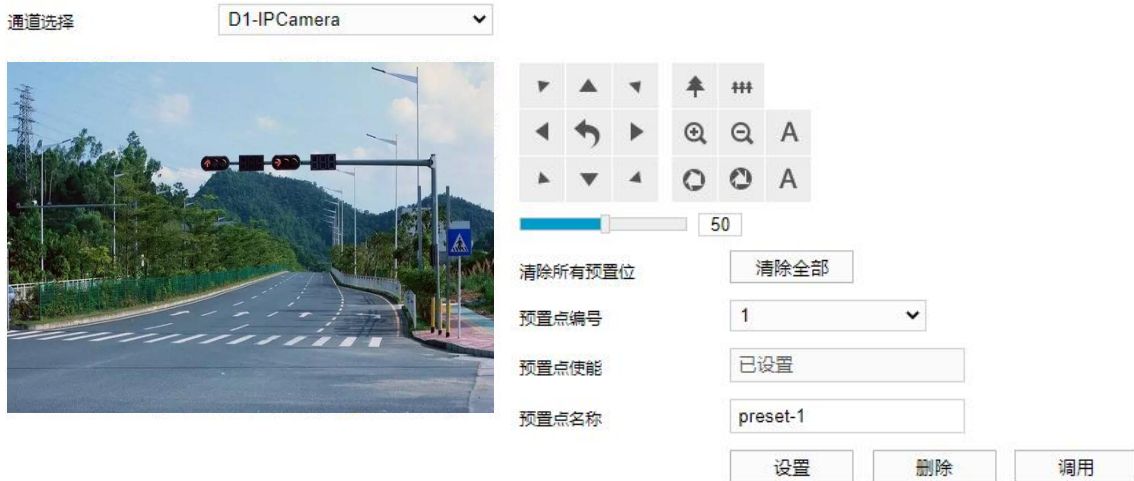 通道选择 D1-IPCamera
A
A
50
清除所有预置位 清除全部
预置点编号 1
预置点使能 已设置
预置点名称 preset-1
设置 删除 调用